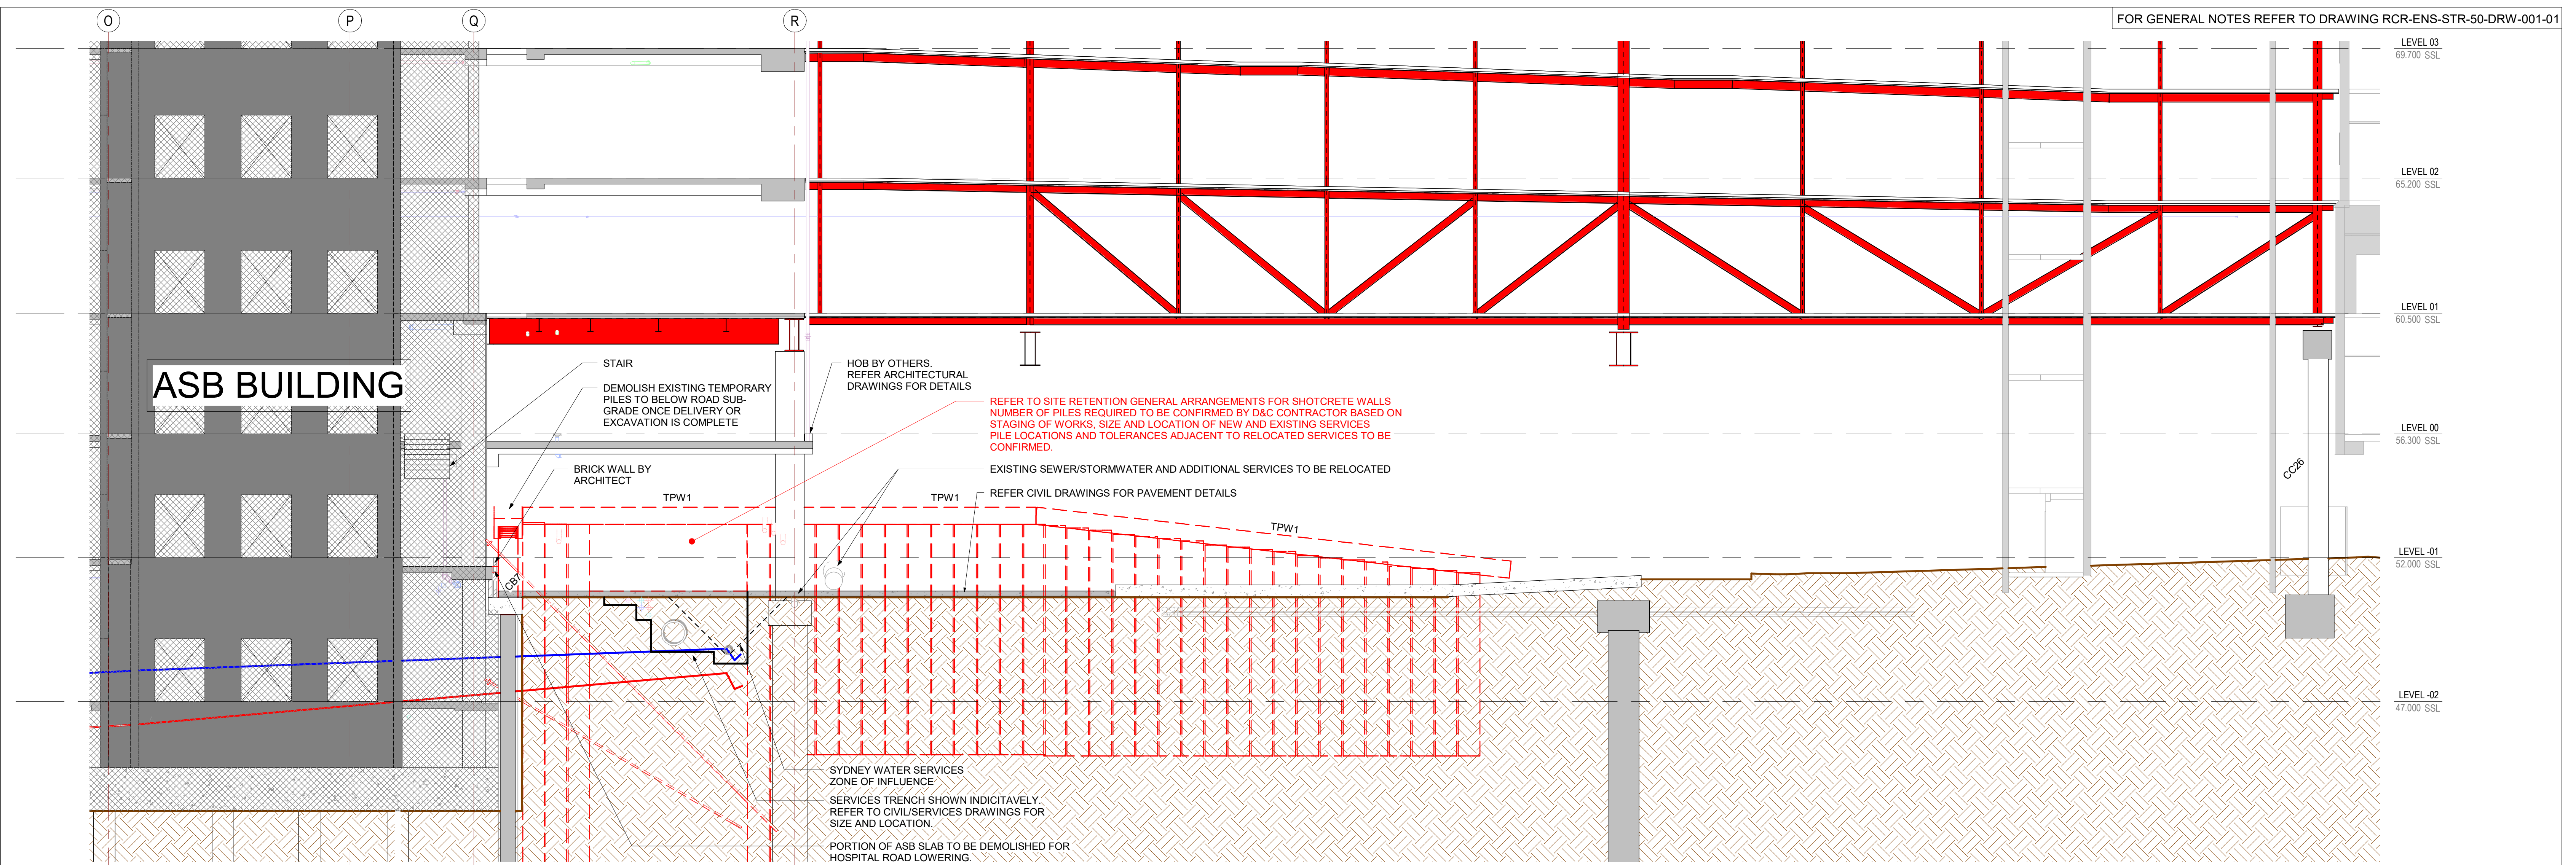 O
P
Q
R
FOR GENERAL NOTES REFER TO DRAWING RCR-ENS-STR-50-DRW-001-01
LEVEL 03
69.700 SSL
LEVEL 02
65.200 SSL
LEVEL 01
60.500 SSL
ASB BUILDING
STAIR
DEMOLISH EXISTING TEMPORARY
PILES TO BELOW ROAD SUB-
GRADE ONCE DELIVERY OR
EXCAVATION IS COMPLETE
HOB BY OTHERS.
REFER ARCHITECTURAL
DRAWINGS FOR DETAILS
REFER TO SITE RETENTION GENERAL ARRANGEMENTS FOR SHOTCRETE WALLS
NUMBER OF PILES REQUIRED TO BE CONFIRMED BY D&C CONTRACTOR BASED ON
STAGING OF WORKS, SIZE AND LOCATION OF NEW AND EXISTING SERVICES
PILE LOCATIONS AND TOLERANCES ADJACENT TO RELOCATED SERVICES TO BE
CONFIRMED.
LEVEL 00
56.300 SSL
BRICK WALL BY
ARCHITECT
EXISTING SEWER/STORMWATER AND ADDITIONAL SERVICES TO BE RELOCATED
CC26
TPW1
TPW1
REFER CIVIL DRAWINGS FOR PAVEMENT DETAILS
TPW1
LEVEL -01
52.000 SSL
CB7
LEVEL -02
47.000 SSL
SYDNEY WATER SERVICES
ZONE OF INFLUENCE
SERVICES TRENCH SHOWN INDICITAVELY.
REFER TO CIVIL/SERVICES DRAWINGS FOR
SIZE AND LOCATION.
PORTION OF ASB SLAB TO BE DEMOLISHED FOR
HOSPITAL ROAD LOWERING.